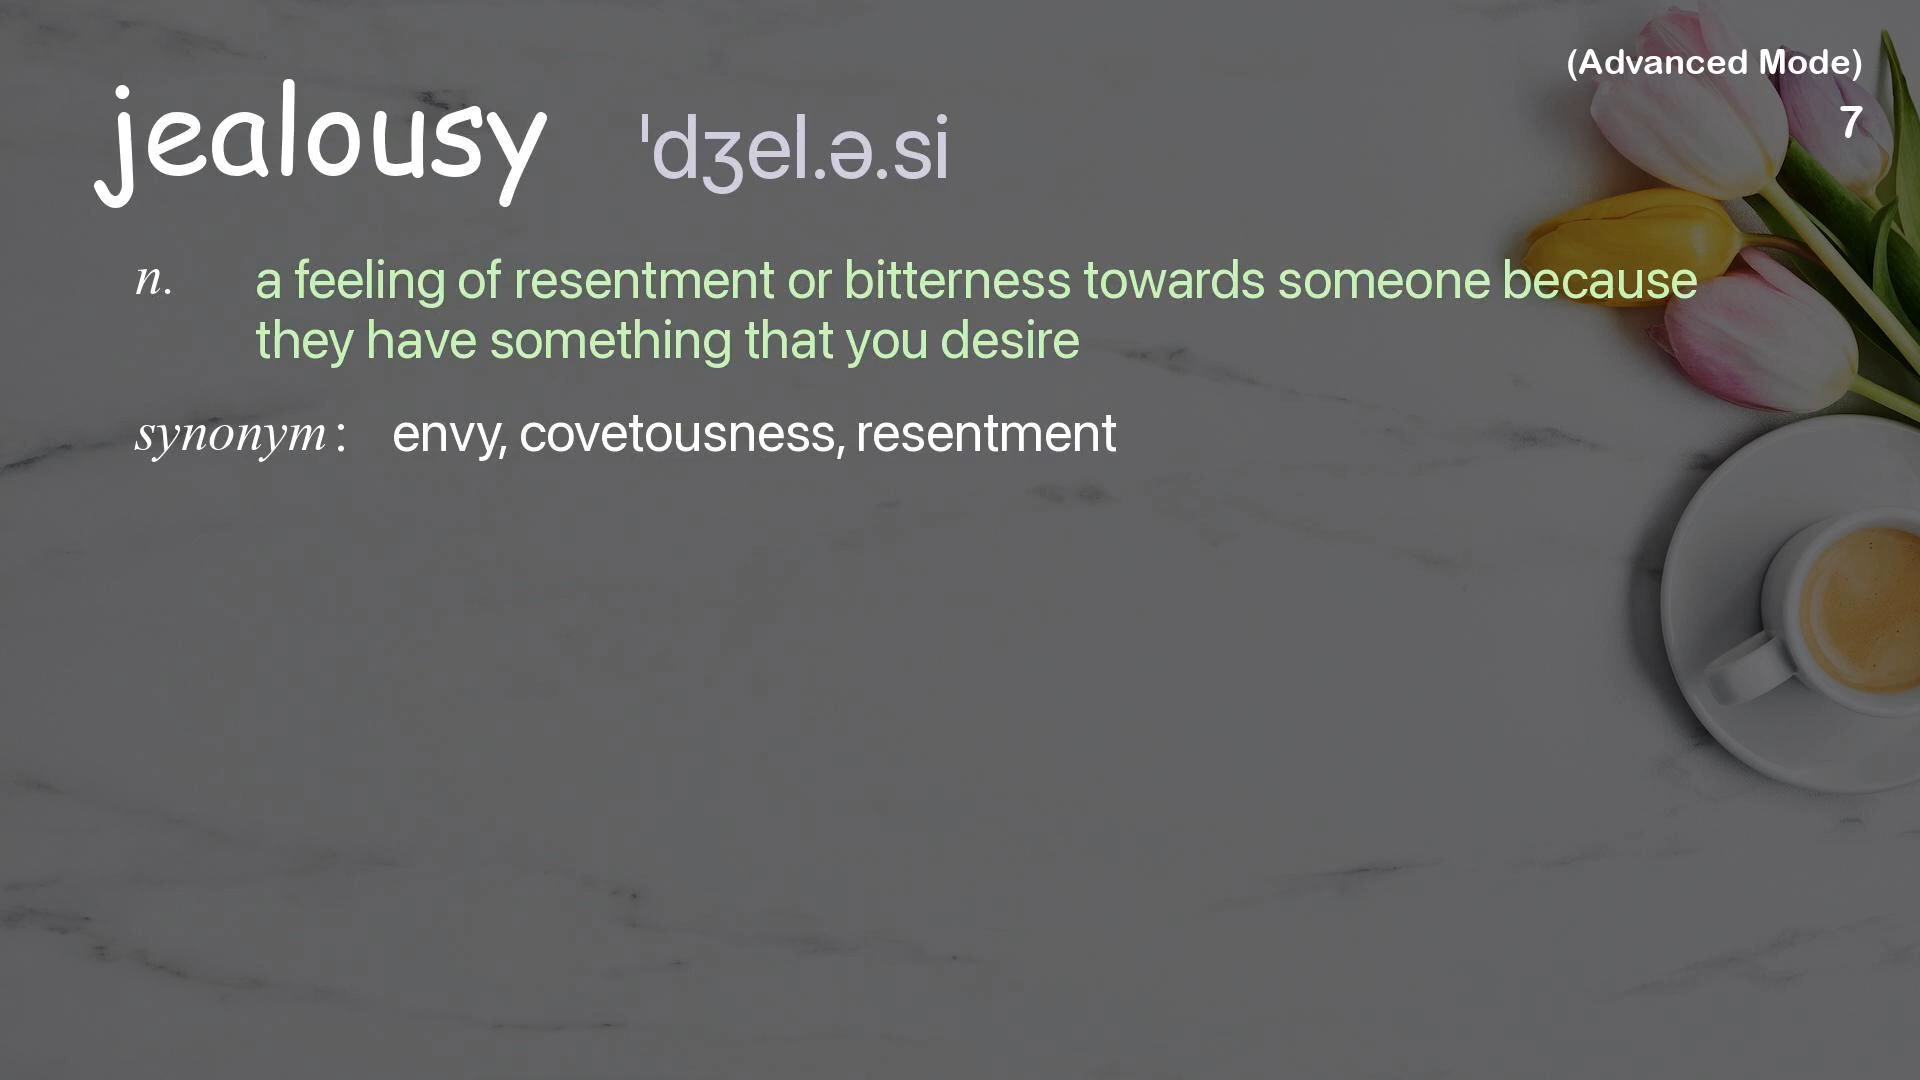 (Advanced Mode)
7
jealousy ˈdʒel.ə.si
n. a feeling of resentment or bitterness towards someone because
they have something that you desire
synonym: envy, covetousness, resentment